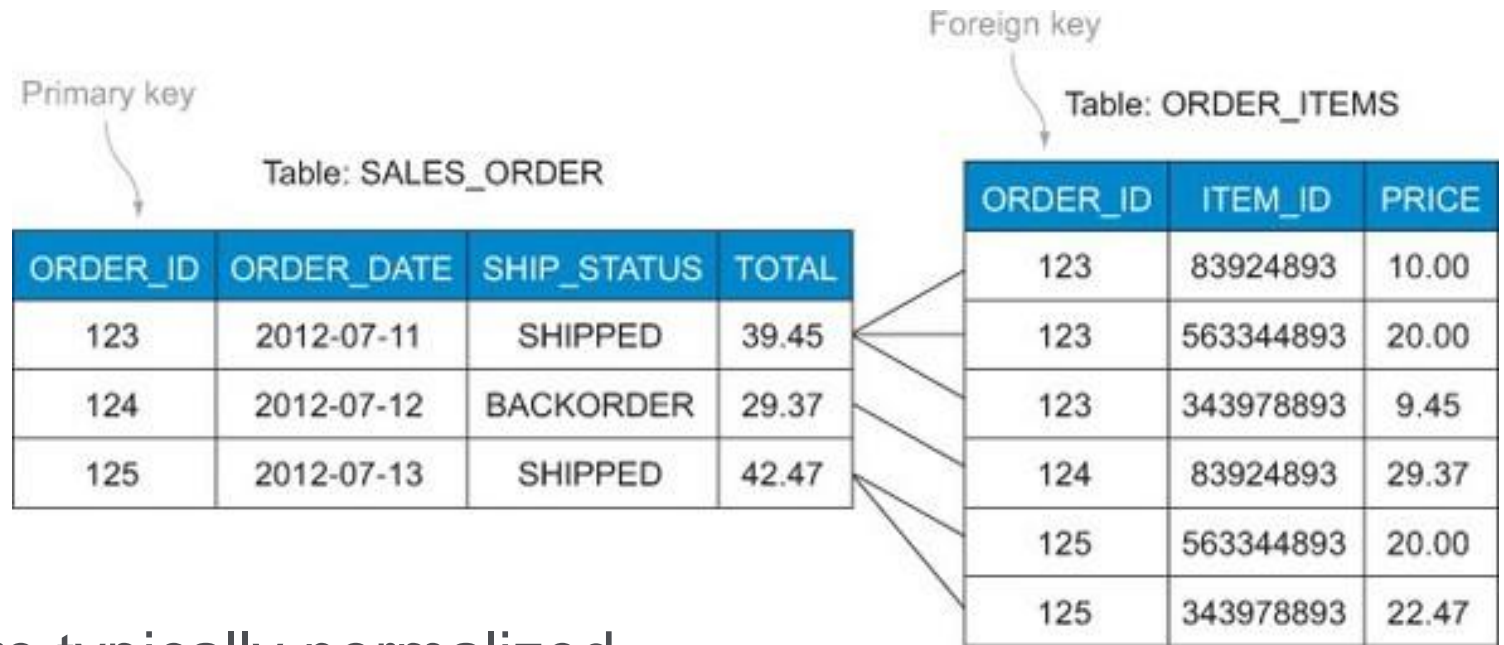 Primary key
Table: SALES_ORDER
ORDER_ID ORDER_DATE SHIP_STATUS TOTAL
123 2012-07-11 SHIPPED 39.45
124 2012-07-12 BACKORDER 29.37
125 2012-07-13 SHIPPED 42.47
Foreign key
Table: ORDER_ITEMS
ORDER_ID ITEM_ID PRICE
123 83924893 10.00
123 563344893 20.00
123 343978893 9.45
124 83924893 29.37
125 563344893 20.00
125 343978893 22.47
typically normalized